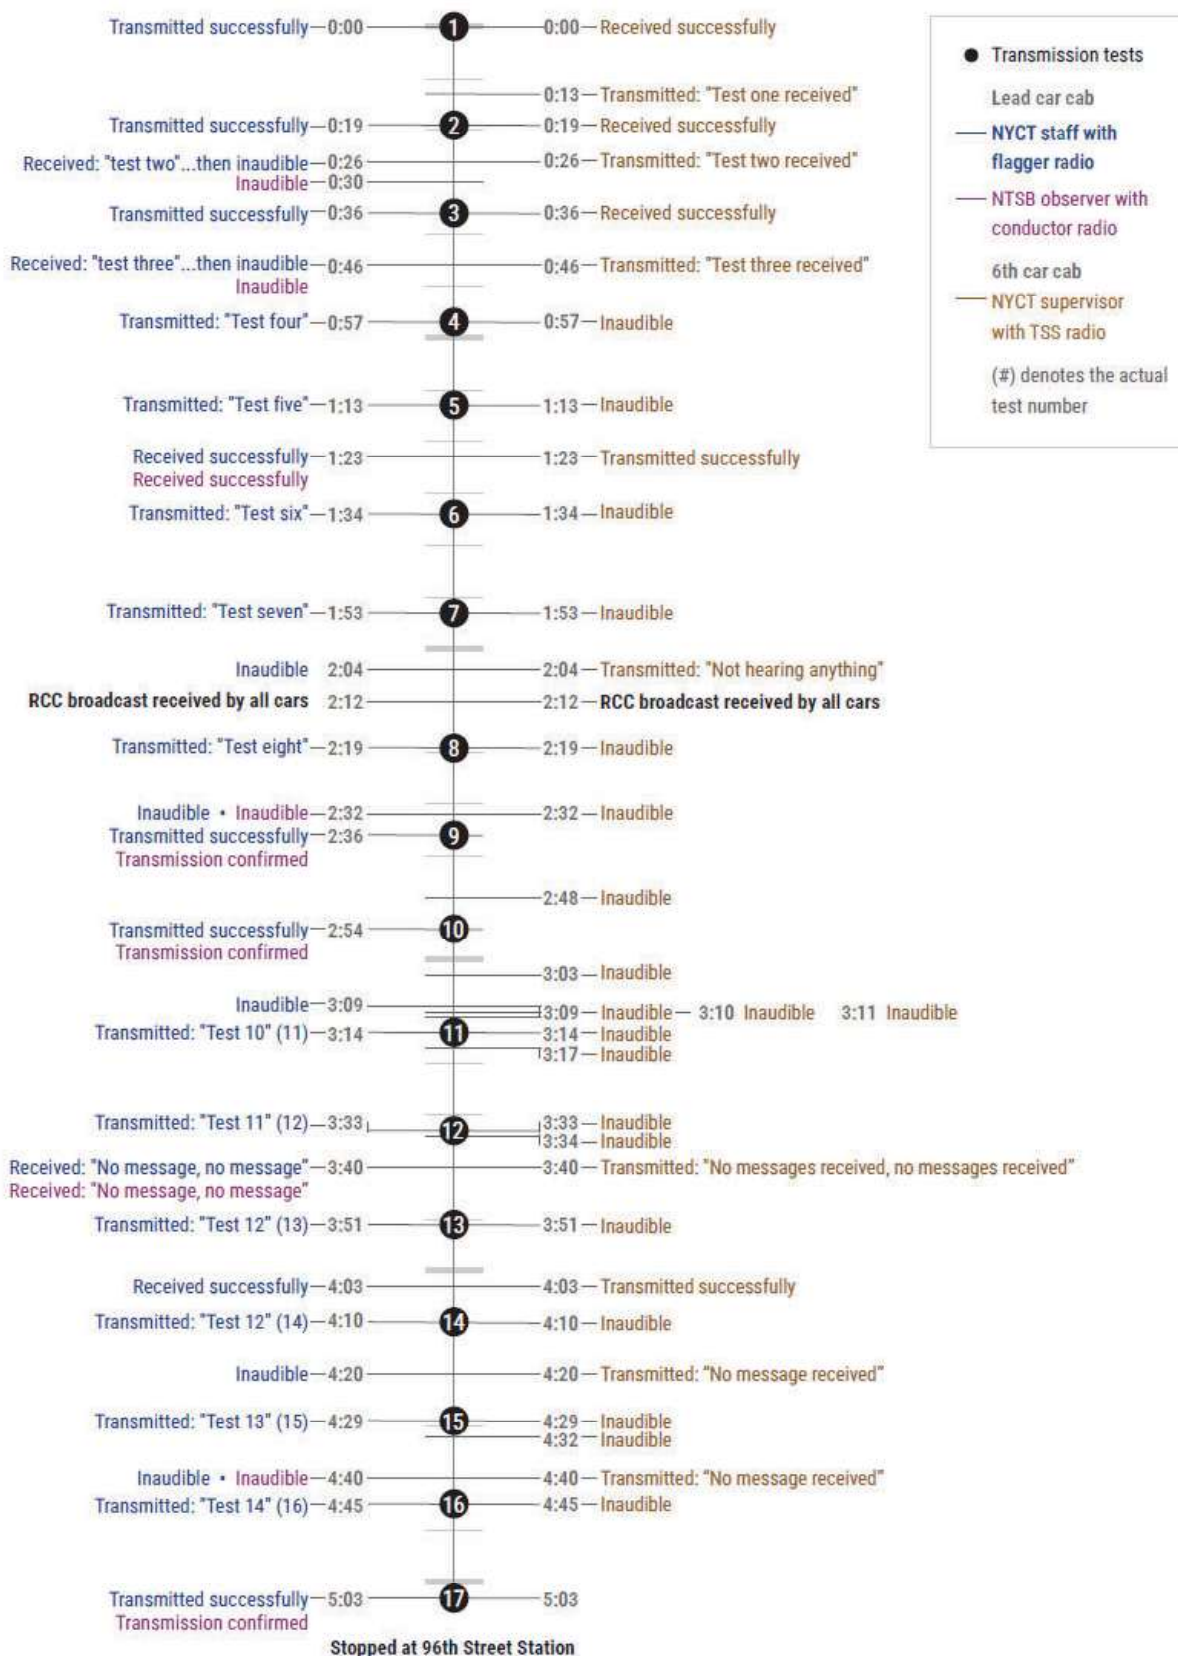 Transmitted successfully 0:00 1 0:00 Received successfully
0:13 Transmitted: "Test one received"
Transmitted successfully 0:19 2 0:19 Received successfully
Received: "test two"...then inaudible 0:26 0:26 Transmitted: "Test two received"
Inaudible 0:30
Transmitted successfully 0:36 3 0:36 Received successfully
Received: "test three"...then inaudible 0:46 0:46 Transmitted: "Test three received"
Inaudible
Transmitted: "Test four" 0:57 4 0:57 Inaudible
Transmitted: "Test five" 1:13 5 1:13 Inaudible
Received successfully 1:23 1:23 Transmitted successfully
Received successfully
Transmitted: "Test six" 1:34 6 1:34 Inaudible
Transmitted: "Test seven" 1:53 7 1:53 Inaudible
Inaudible 2:04 2:04 Transmitted: "Not hearing anything"
RCC broadcast received by all cars 2:12 2:12 RCC broadcast received by all cars
Transmitted: "Test eight" 2:19 8 2:19 Inaudible
Inaudible • Inaudible 2:32 2:32 Inaudible
Transmitted successfully 2:36 9
Transmission confirmed
2:48 Inaudible
Transmitted successfully 2:54 10
Transmission confirmed
3:03 Inaudible
Inaudible 3:09
3:09 Inaudible 3:10 Inaudible 3:11 Inaudible
Transmitted: "Test 10" (11) 3:14 11 3:14 Inaudible
3:17 Inaudible
Transmitted: "Test 11" (12) 3:33 12 3:33 Inaudible
3:34 Inaudible
Received: "No message, no message" 3:40 3:40 Transmitted: "No messages received, no messages received"
Received: "No message, no message"
Transmitted: "Test 12" (13) 3:51 13 3:51 Inaudible
Received successfully 4:03 4:03 Transmitted successfully
Transmitted: "Test 12" (14) 4:10 14 4:10 Inaudible
Inaudible 4:20 4:20 Transmitted: "No message received"
Transmitted: "Test 13" (15) 4:29 15 4:29 Inaudible
4:32 Inaudible
Inaudible • Inaudible 4:40 4:40 Transmitted: "No message received"
Transmitted: "Test 14" (16) 4:45 16 4:45 Inaudible
Transmitted successfully 5:03 17 5:03
Transmission confirmed
Stopped at 96th Street Station
Transmission tests
Lead car cab
NYCT staff with
flagger radio
NTSB observer with
conductor radio
6th car cab
NYCT supervisor
with TSS radio
(#) denotes the actual
test number